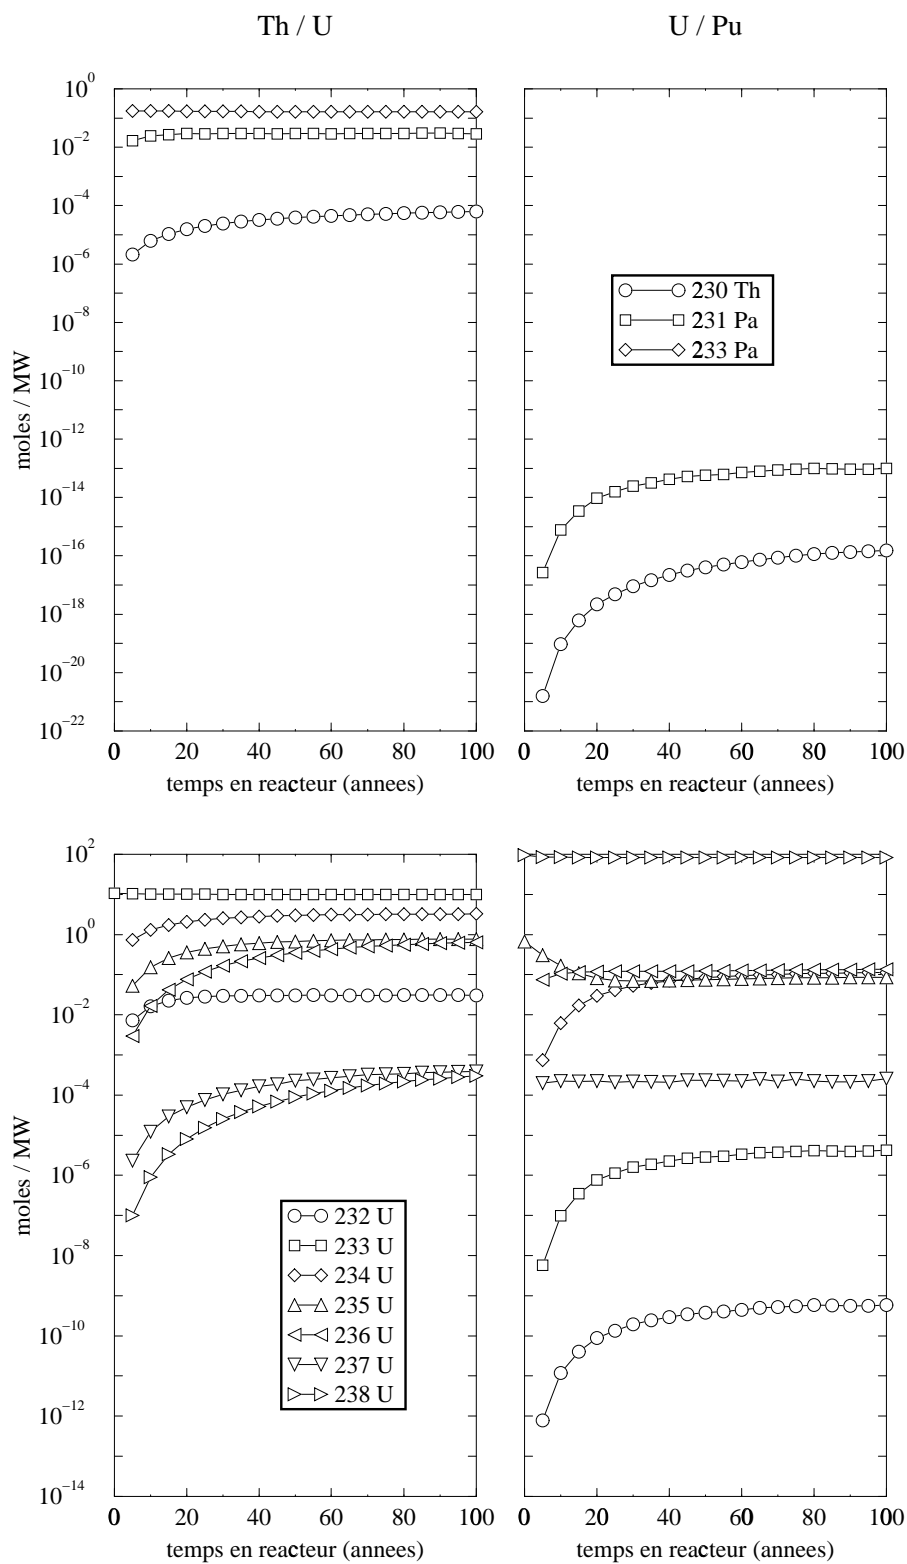 Th / U
U / Pu
10^0
10^-2
10^-4
10^-6
10^-8
10^-10
10^-12
10^-14
10^-16
10^-18
10^-20
10^-22
moles / MW
230 Th
231 Pa
233 Pa
0 20 40 60 80 100
0 20 40 60 80 100
temps en reacteur (annees)
temps en reacteur (annees)
10^2
10^0
10^-2
10^-4
10^-6
10^-8
10^-10
10^-12
10^-14
moles / MW
232 U
233 U
234 U
235 U
236 U
237 U
238 U
0 20 40 60 80 100
0 20 40 60 80 100
temps en reacteur (annees)
temps en reacteur (annees)